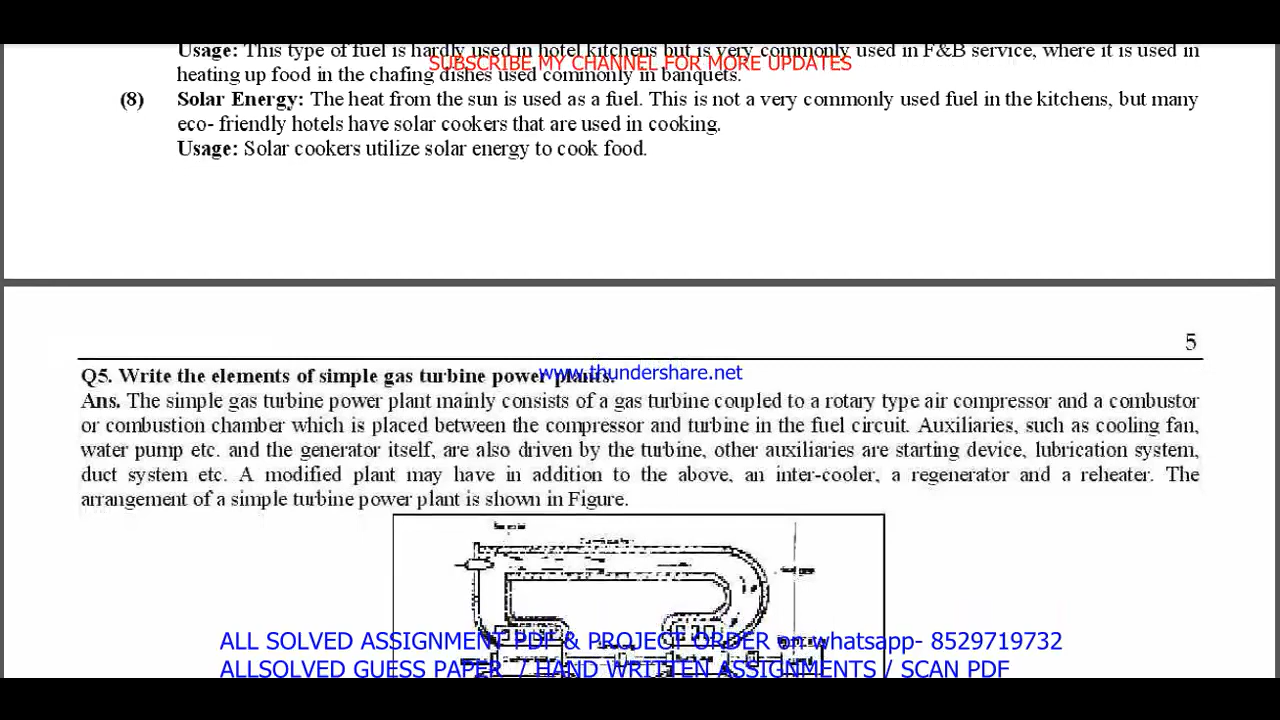 Usage: This type of fuel is hardly used in hotel kitchens but is very commonly used in F&B service, where it is used in
SUBSCRIBE MY CHANNEL FOR MORE UPDATES
heating up food in the chafing dishes used commonly in banquets.
(8) Solar Energy: The heat from the sun is used as a fuel. This is not a very commonly used fuel in the kitchens, but many
eco- friendly hotels have solar cookers that are used in cooking.
Usage: Solar cookers utilize solar energy to cook food.
5
Q5. Write the elements of simple gas turbine power plants.
www.thundershare.net
Ans. The simple gas turbine power plant mainly consists of a gas turbine coupled to a rotary type air compressor and a combustor
or combustion chamber which is placed between the compressor and turbine in the fuel circuit. Auxiliaries, such as cooling fan,
water pump etc. and the generator itself, are also driven by the turbine, other auxiliaries are starting device, lubrication system,
duct system etc. A modified plant may have in addition to the above, an inter-cooler, a regenerator and a reheater. The
arrangement of a simple turbine power plant is shown in Figure.
ALL SOLVED ASSIGNMENT PDF & PROJECT ORDER on whatsapp- 8529719732
ALLSOLVED GUESS PAPER / HAND WRITTEN ASSIGNMENTS / SCAN PDF